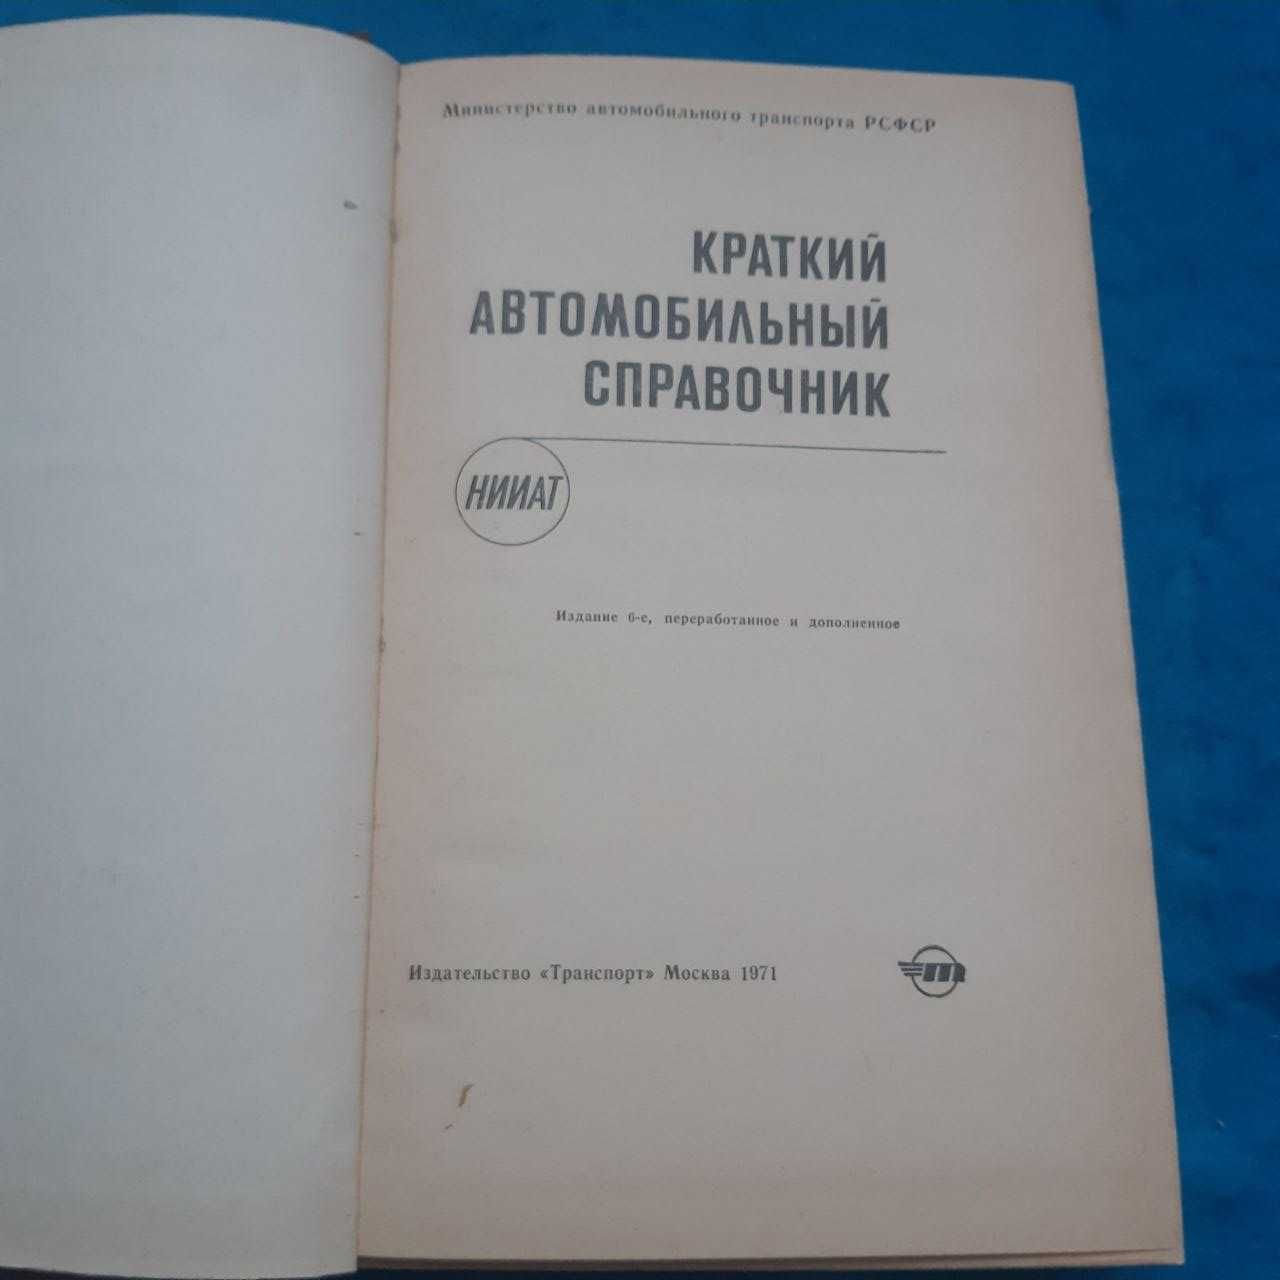 Министерство автомобильного транспорта РСФСР
КРАТКИЙ
АВТОМОБИЛЬНЫЙ
СПРАВОЧНИК
НИИАТ
Издание 6-е, переработанное и дополненное
Издательство «Транспорт» Москва 1971
т